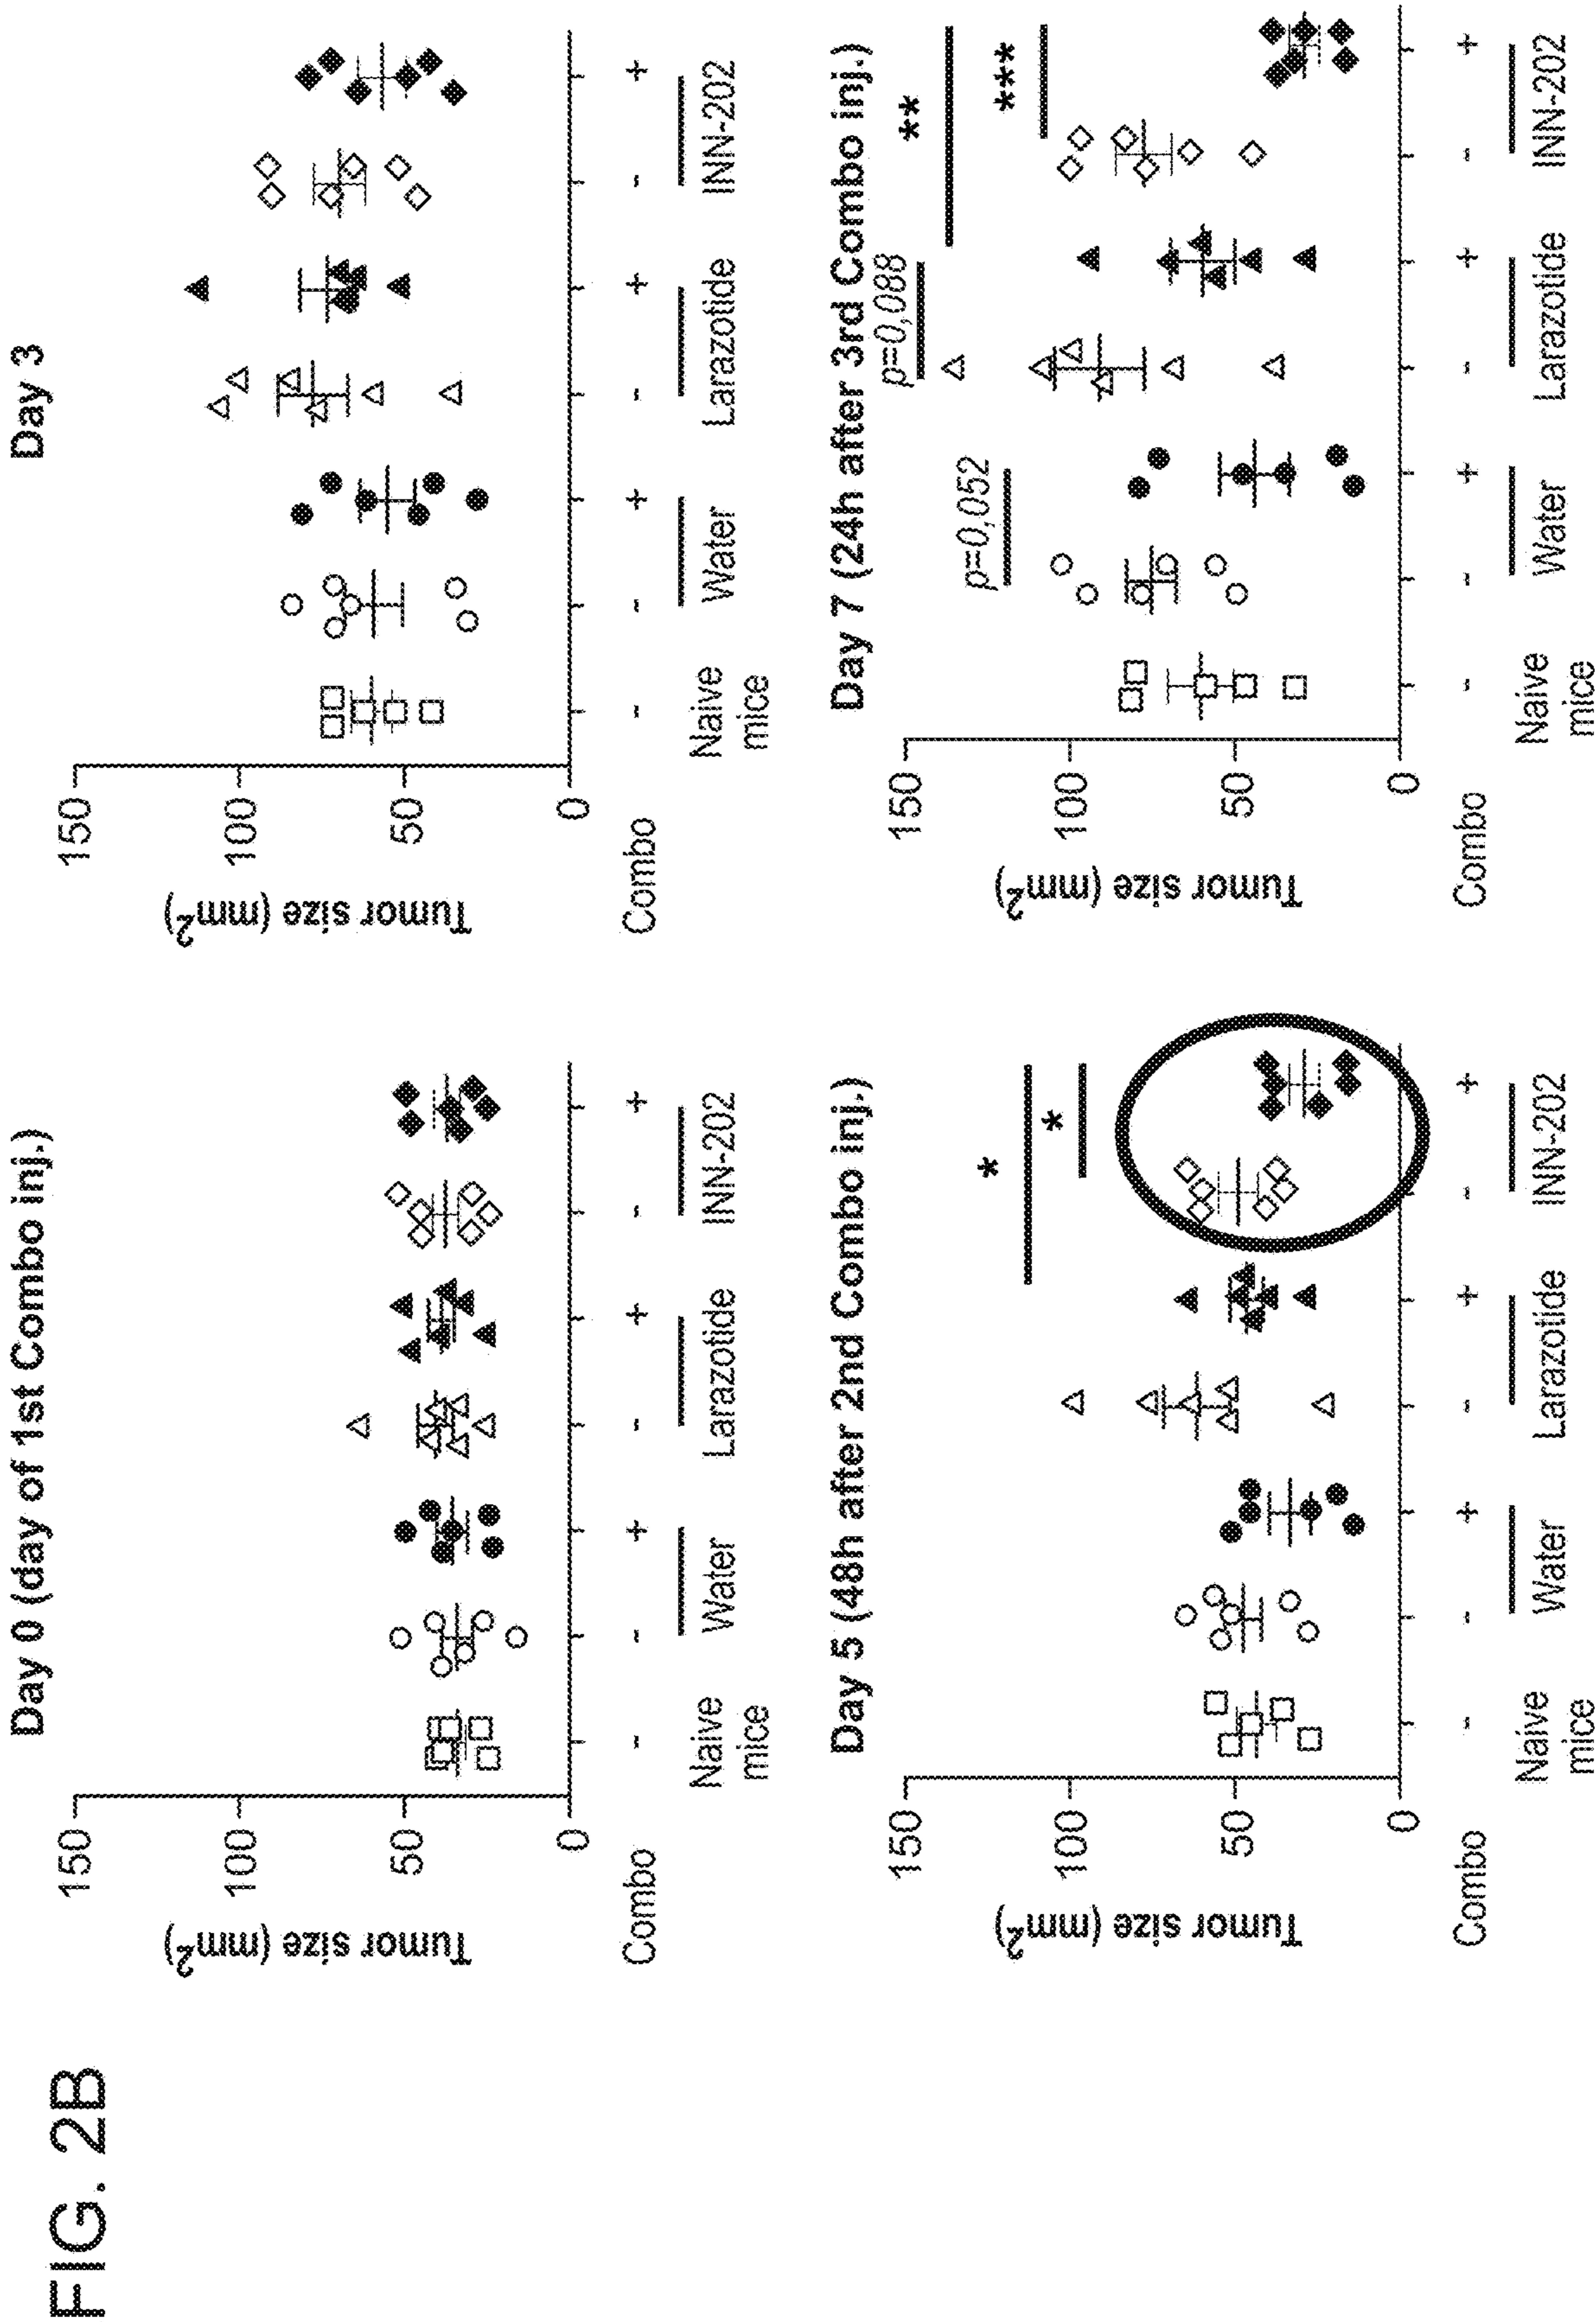 FIG. 2B
Day 0 (day of 1st Combo inj.)
150
100
50
0
Tumor size (mm2)
Combo
- - + - + - +
Naive mice
Water
Larazotide
INN-202
Day 3
150
100
50
0
Tumor size (mm2)
Combo
- - + - + - +
Naive mice
Water
Larazotide
INN-202
Day 5 (48h after 2nd Combo inj.)
*
*
150
100
50
0
Tumor size (mm2)
Combo
- - + - + - +
Naive mice
Water
Larazotide
INN-202
Day 7 (24h after 3rd Combo inj.)
p=0,052
p=0,088
**
***
150
100
50
0
Tumor size (mm2)
Combo
- - + - + - +
Naive mice
Water
Larazotide
INN-202